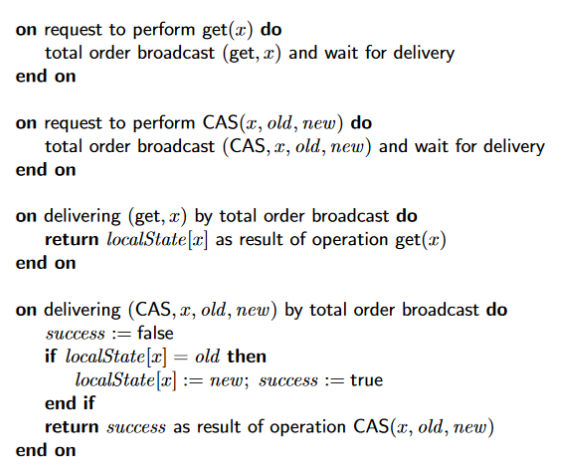 on request to perform get(x) do
total order broadcast (get, x) and wait for delivery
end on
on request to perform CAS(x, old, new) do
total order broadcast (CAS, x, old, new) and wait for delivery
end on
on delivering (get, x) by total order broadcast do
return localState[x] as result of operation get(x)
end on
on delivering (CAS, x, old, new) by total order broadcast do
success := false
if localState[x] = old then
localState[x] := new; success := true
end if
return success as result of operation CAS(x, old, new)
end on